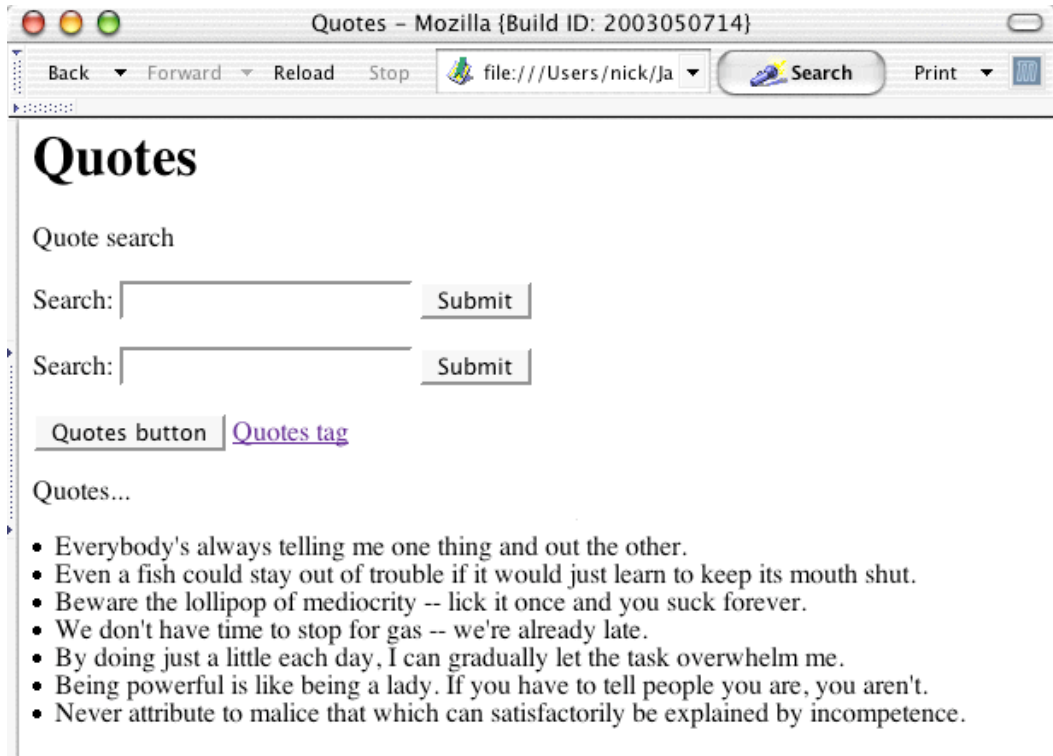 Quotes – Mozilla {Build ID: 2003050714}
Back Forward Reload Stop file:///Users/nick/Ja Search Print
Quotes
Quote search
Search: Submit
Search: Submit
Quotes button Quotes tag
Quotes...
• Everybody's always telling me one thing and out the other.
• Even a fish could stay out of trouble if it would just learn to keep its mouth shut.
• Beware the lollipop of mediocrity -- lick it once and you suck forever.
• We don't have time to stop for gas -- we're already late.
• By doing just a little each day, I can gradually let the task overwhelm me.
• Being powerful is like being a lady. If you have to tell people you are, you aren't.
• Never attribute to malice that which can satisfactorily be explained by incompetence.